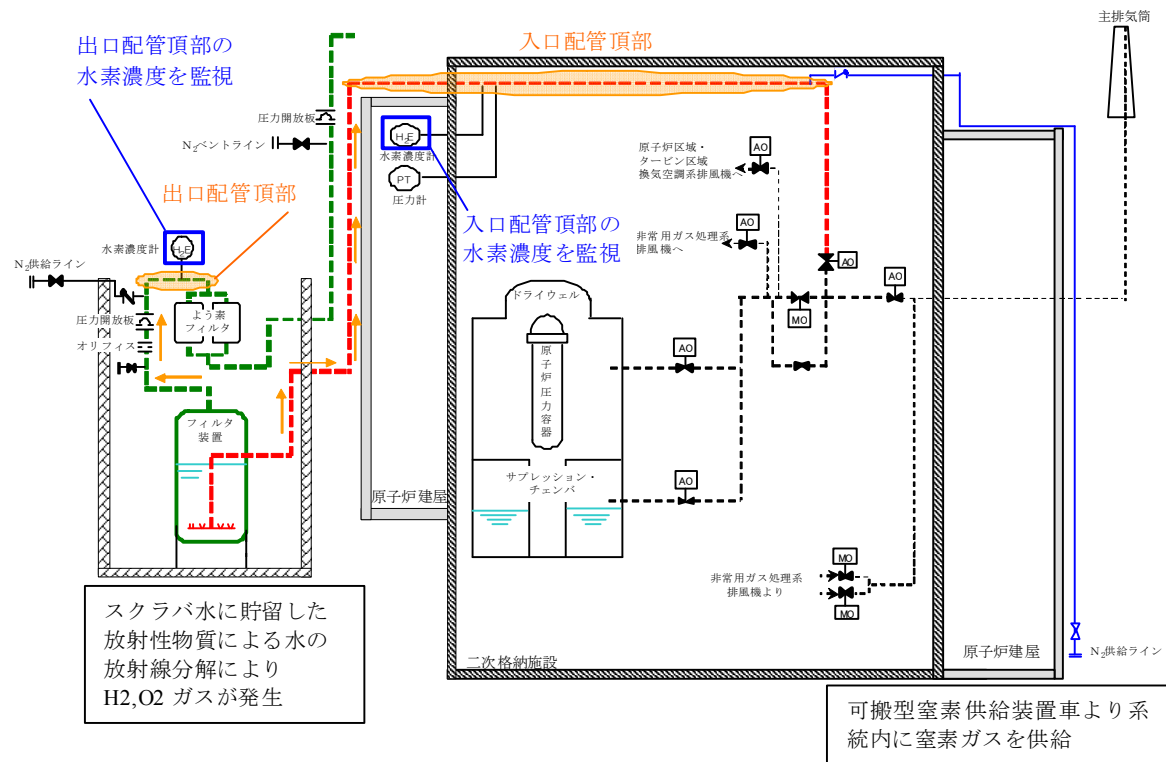 主排気筒
出口配管頂部の
水素濃度を監視
入口配管頂部
圧力開放板
N₂ベントライン
H₂E
水素濃度計
PT
圧力計
原子炉区域・
タービン区域
換気空調系排風機へ
AO
出口配管頂部
入口配管頂部の
水素濃度を監視
水素濃度計
H₂E
非常用ガス処理系
排風機へ
AO
N₂供給ライン
AO
AO
MO
圧力開放板
よう素
フィルタ
オリフィス
ドライウェル
原子炉圧力容器
AO
フィルタ
装置
サプレッション・
チェンバ
AO
原子炉建屋
非常用ガス処理系
排風機より
MO
MO
二次格納施設
原子炉建屋
N₂供給ライン
スクラバ水に貯留した
放射性物質による水の
放射線分解により
H2,O2 ガスが発生
可搬型窒素供給装置車より系
統内に窒素ガスを供給